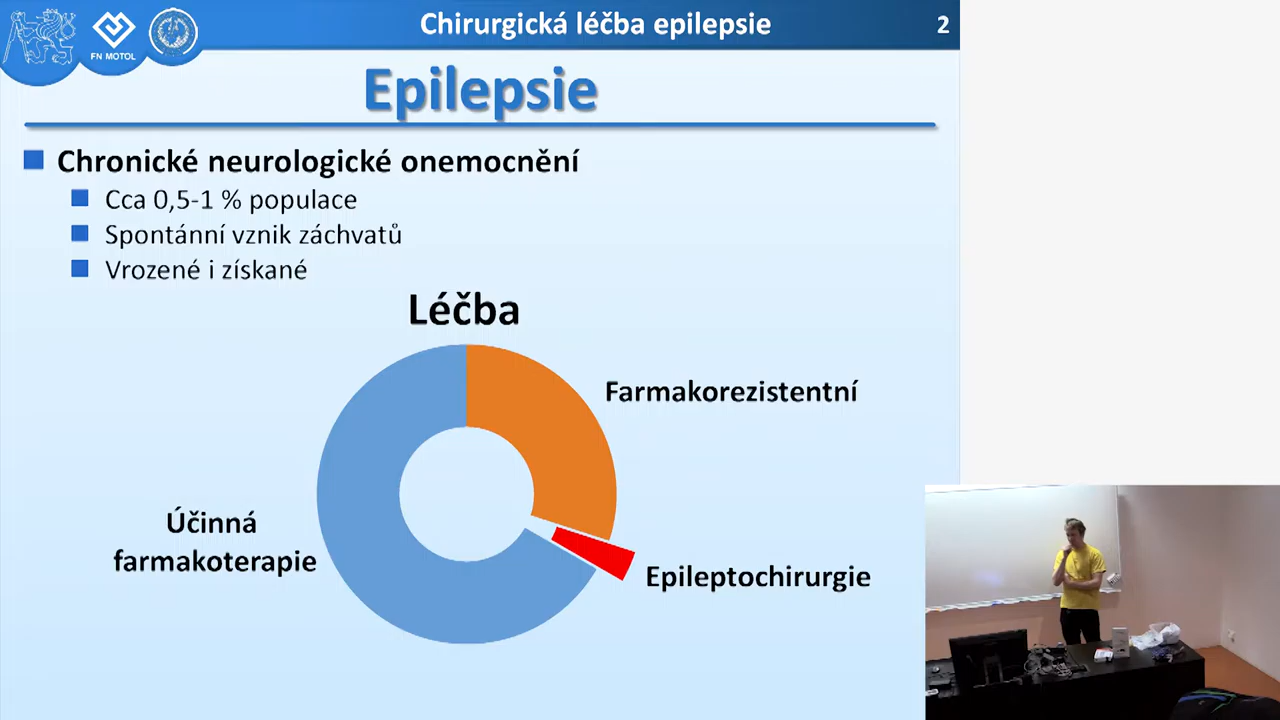 FN MOTOL
Chirurgická léčba epilepsie
2
Epilepsie
Chronické neurologické onemocnění
Cca 0,5-1 % populace
Spontánní vznik záchvatů
Vrozené i získané
Léčba
Farmakorezistentní
Účinná
farmakoterapie
Epileptochirurgie